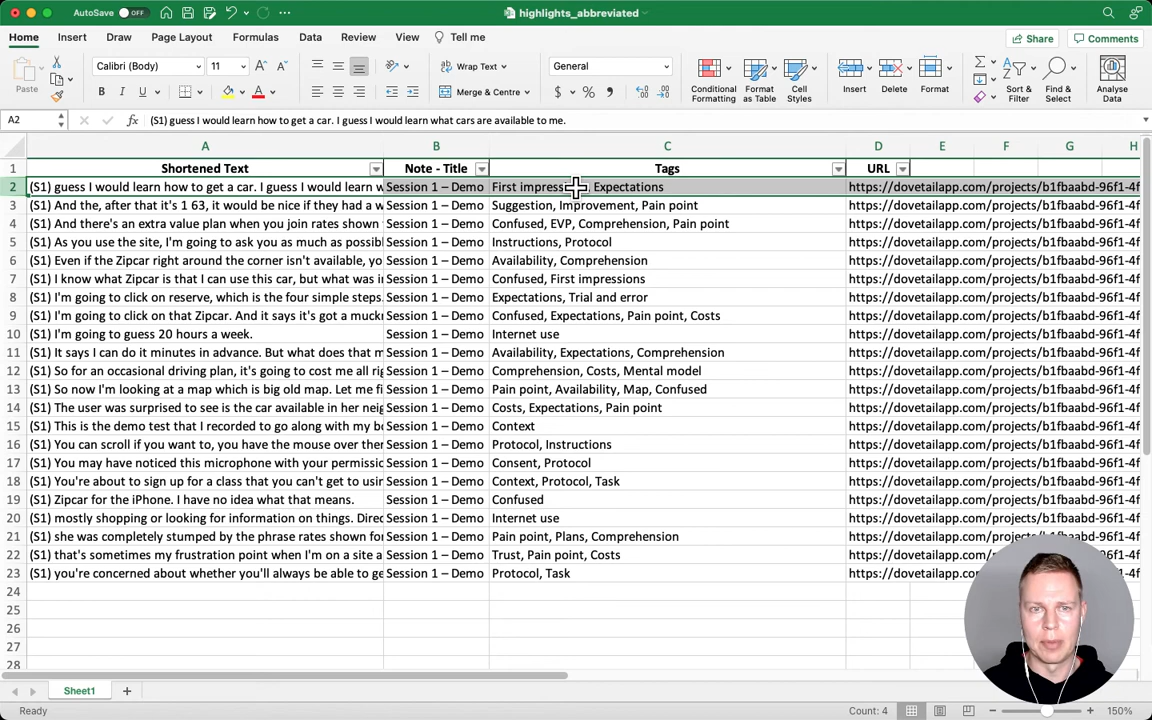 AutoSave OFF highlights_abbreviated
Home Insert Draw Page Layout Formulas Data Review View Tell me Share Comments
Paste Calibri (Body) 11 Wrap Text General
Merge & Centre Conditional Formatting Format as Table Cell Styles Insert Delete Format Sort & Filter Find & Select Analyse Data
A2 fx (S1) guess I would learn how to get a car. I guess I would learn what cars are available to me.
A B C D E F G H
1 Shortened Text Note - Title Tags URL
2 (S1) guess I would learn how to get a car. I guess I would learn w Session 1 – Demo First impress Expectations https://dovetailapp.com/projects/b1fbaabd-96f1-4f
3 (S1) And the, after that it's 1 63, it would be nice if they had a w Session 1 – Demo Suggestion, Improvement, Pain point https://dovetailapp.com/projects/b1fbaabd-96f1-4f
4 (S1) And there's an extra value plan when you join rates shown Session 1 – Demo Confused, EVP, Comprehension, Pain point https://dovetailapp.com/projects/b1fbaabd-96f1-4f
5 (S1) As you use the site, I'm going to ask you as much as possibl Session 1 – Demo Instructions, Protocol https://dovetailapp.com/projects/b1fbaabd-96f1-4f
6 (S1) Even if the Zipcar right around the corner isn't available, yo Session 1 – Demo Availability, Comprehension https://dovetailapp.com/projects/b1fbaabd-96f1-4f
7 (S1) I know what Zipcar is that I can use this car, but what was i Session 1 – Demo Confused, First impressions https://dovetailapp.com/projects/b1fbaabd-96f1-4f
8 (S1) I'm going to click on reserve, which is the four simple steps. Session 1 – Demo Expectations, Trial and error https://dovetailapp.com/projects/b1fbaabd-96f1-4f
9 (S1) I'm going to click on that Zipcar. And it says it's got a muck Session 1 – Demo Confused, Expectations, Pain point, Costs https://dovetailapp.com/projects/b1fbaabd-96f1-4f
10 (S1) I'm going to guess 20 hours a week. Session 1 – Demo Internet use https://dovetailapp.com/projects/b1fbaabd-96f1-4f
11 (S1) It says I can do it minutes in advance. But what does that m Session 1 – Demo Availability, Expectations, Comprehension https://dovetailapp.com/projects/b1fbaabd-96f1-4f
12 (S1) So for an occasional driving plan, it's going to cost me all rig Session 1 – Demo Comprehension, Costs, Mental model https://dovetailapp.com/projects/b1fbaabd-96f1-4f
13 (S1) So now I'm looking at a map which is big old map. Let me fi Session 1 – Demo Pain point, Availability, Map, Confused https://dovetailapp.com/projects/b1fbaabd-96f1-4f
14 (S1) The user was surprised to see is the car available in her neig Session 1 – Demo Costs, Expectations, Pain point https://dovetailapp.com/projects/b1fbaabd-96f1-4f
15 (S1) This is the demo test that I recorded to go along with my bo Session 1 – Demo Context https://dovetailapp.com/projects/b1fbaabd-96f1-4f
16 (S1) You can scroll if you want to, you have the mouse over ther Session 1 – Demo Protocol, Instructions https://dovetailapp.com/projects/b1fbaabd-96f1-4f
17 (S1) You may have noticed this microphone with your permissic Session 1 – Demo Consent, Protocol https://dovetailapp.com/projects/b1fbaabd-96f1-4f
18 (S1) You're about to sign up for a class that you can't get to usir Session 1 – Demo Context, Protocol, Task https://dovetailapp.com/projects/b1fbaabd-96f1-4f
19 (S1) Zipcar for the iPhone. I have no idea what that means. Session 1 – Demo Confused https://dovetailapp.com/projects/b1fbaabd-96f1-4f
20 (S1) mostly shopping or looking for information on things. Direc Session 1 – Demo Internet use https://dovetailapp.com/projects/b1fbaabd-96f1-4f
21 (S1) she was completely stumped by the phrase rates shown for Session 1 – Demo Pain point, Plans, Comprehension https://dovetailapp.com/projects/b1fbaabd-96f1-4f
22 (S1) that's sometimes my frustration point when I'm on a site a Session 1 – Demo Trust, Pain point, Costs https://dovetailapp.com/proj
23 (S1) you're concerned about whether you'll always be able to ge Session 1 – Demo Protocol, Task https://dovetailapp.co
24
25
26
27
28
Sheet1
Ready Count: 4 150%